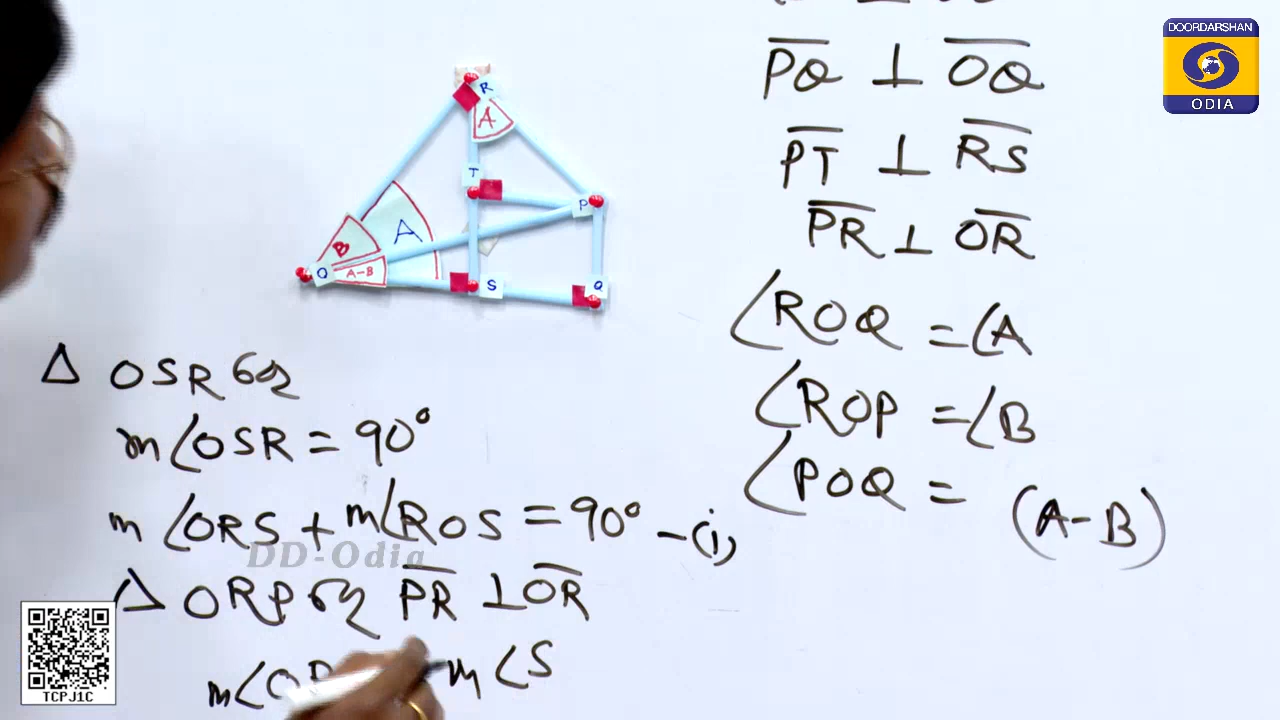 DOORDARSHAN
ODIA
PQ ⊥ OQ
PT ⊥ RS
PR ⊥ OR
∠ROQ = ∠A
∠ROP = ∠B
∠POQ = (A-B)
R
A
T
P
B
A
O
A-B
S
Q
Δ OSR ରେ
m∠OSR = 90°
m∠ORS + m∠ROS = 90° -(i)
DD-Odia
Δ ORP ରେ PR ⊥ OR
m ∠S
TCPJ1C